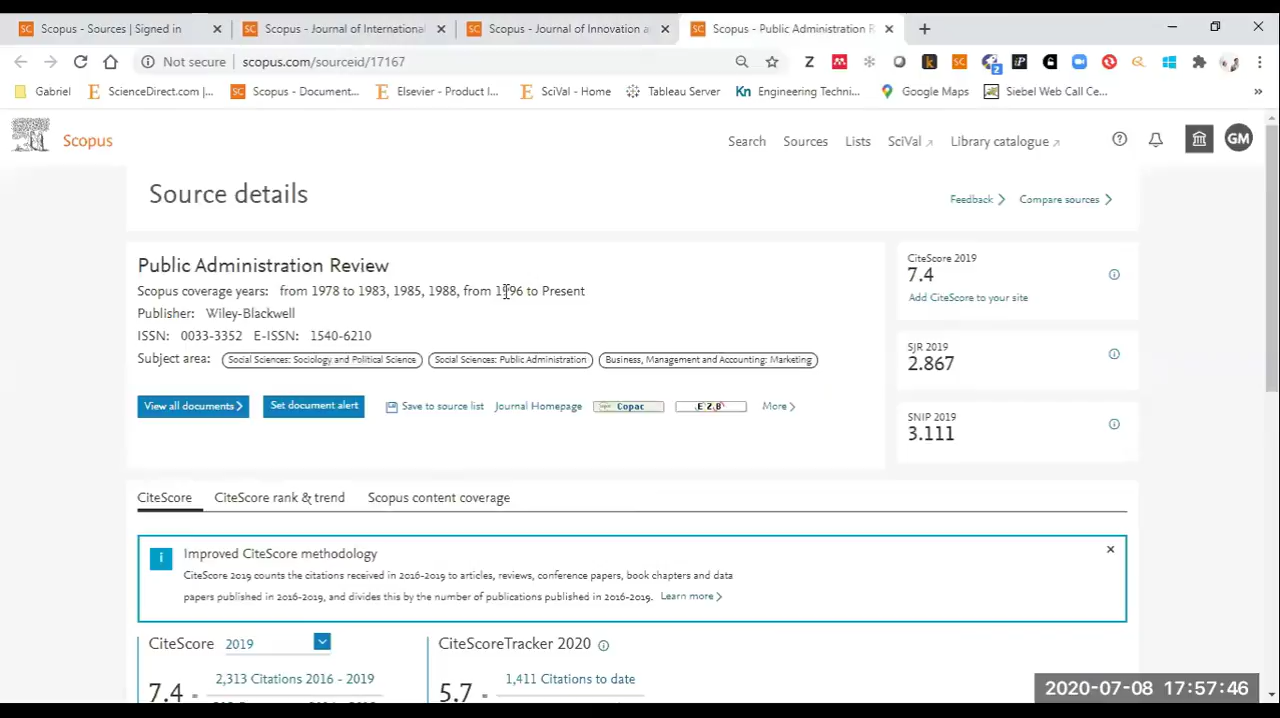 Scopus - Sources | Signed in
Scopus - Journal of International
Scopus - Journal of Innovation a
Scopus - Public Administration R
Not secure | scopus.com/sourceid/17167
Gabriel
ScienceDirect.com |...
Scopus - Document...
Elsevier - Product I...
SciVal - Home
Tableau Server
Kn Engineering Techni...
Google Maps
Siebel Web Call Ce...
»
Scopus
Search
Sources
Lists
SciVal
Library catalogue
GM
Source details
Feedback
Compare sources
Public Administration Review
Scopus coverage years: from 1978 to 1983, 1985, 1988, from 1996 to Present
Publisher: Wiley-Blackwell
ISSN: 0033-3352 E-ISSN: 1540-6210
Subject area: Social Sciences: Sociology and Political Science Social Sciences: Public Administration Business, Management and Accounting: Marketing
View all documents
Set document alert
Save to source list
Journal Homepage
Copac
E Z B
More
CiteScore 2019
7.4
Add CiteScore to your site
SJR 2019
2.867
SNIP 2019
3.111
CiteScore
CiteScore rank & trend
Scopus content coverage
i
Improved CiteScore methodology
CiteScore 2019 counts the citations received in 2016-2019 to articles, reviews, conference papers, book chapters and data
papers published in 2016-2019, and divides this by the number of publications published in 2016-2019. Learn more
CiteScore 2019
2,313 Citations 2016 - 2019
7.4 =
CiteScoreTracker 2020
1,411 Citations to date
5.7 =
2020-07-08 17:57:46